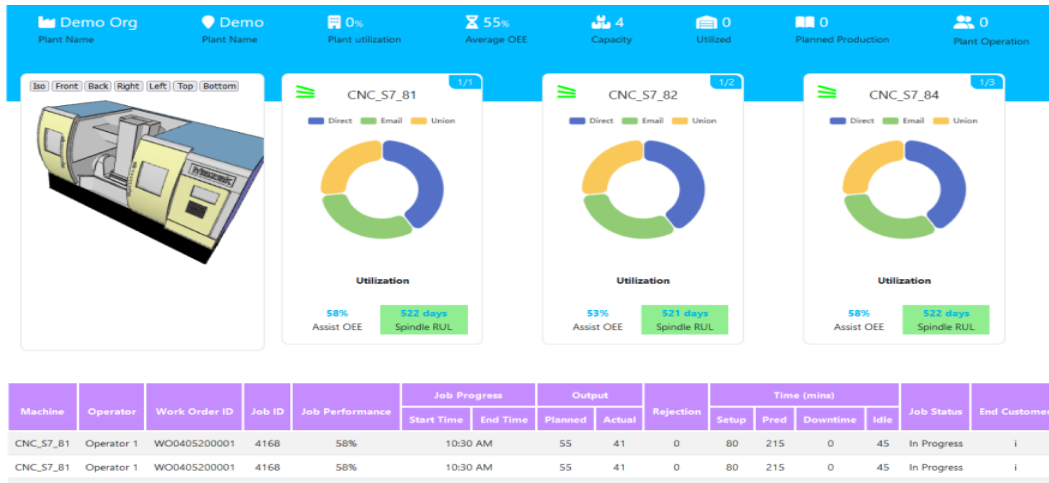 Demo Org
Plant Name
Demo
Plant Name
0%
Plant utilization
55%
Average OEE
4
Capacity
0
Utilized
0
Planned Production
0
Plant Operation
Iso Front Back Right Left Top Bottom
1/1
CNC_S7_81
Direct Email Union
Utilization
58%
Assist OEE
522 days
Spindle RUL
1/2
CNC_S7_82
Direct Email Union
Utilization
53%
Assist OEE
521 days
Spindle RUL
1/3
CNC_S7_84
Direct Email Union
Utilization
58%
Assist OEE
522 days
Spindle RUL
Machine Operator Work Order ID Job ID Job Performance Job Progress Output Rejection Time (mins) Job Status End Customer
Start Time End Time Planned Actual Setup Pred Downtime Idle
CNC_S7_81 Operator 1 WO0405200001 4168 58% 10:30 AM 55 41 0 80 215 0 45 In Progress i
CNC_S7_81 Operator 1 WO0405200001 4168 58% 10:30 AM 55 41 0 80 215 0 45 In Progress i